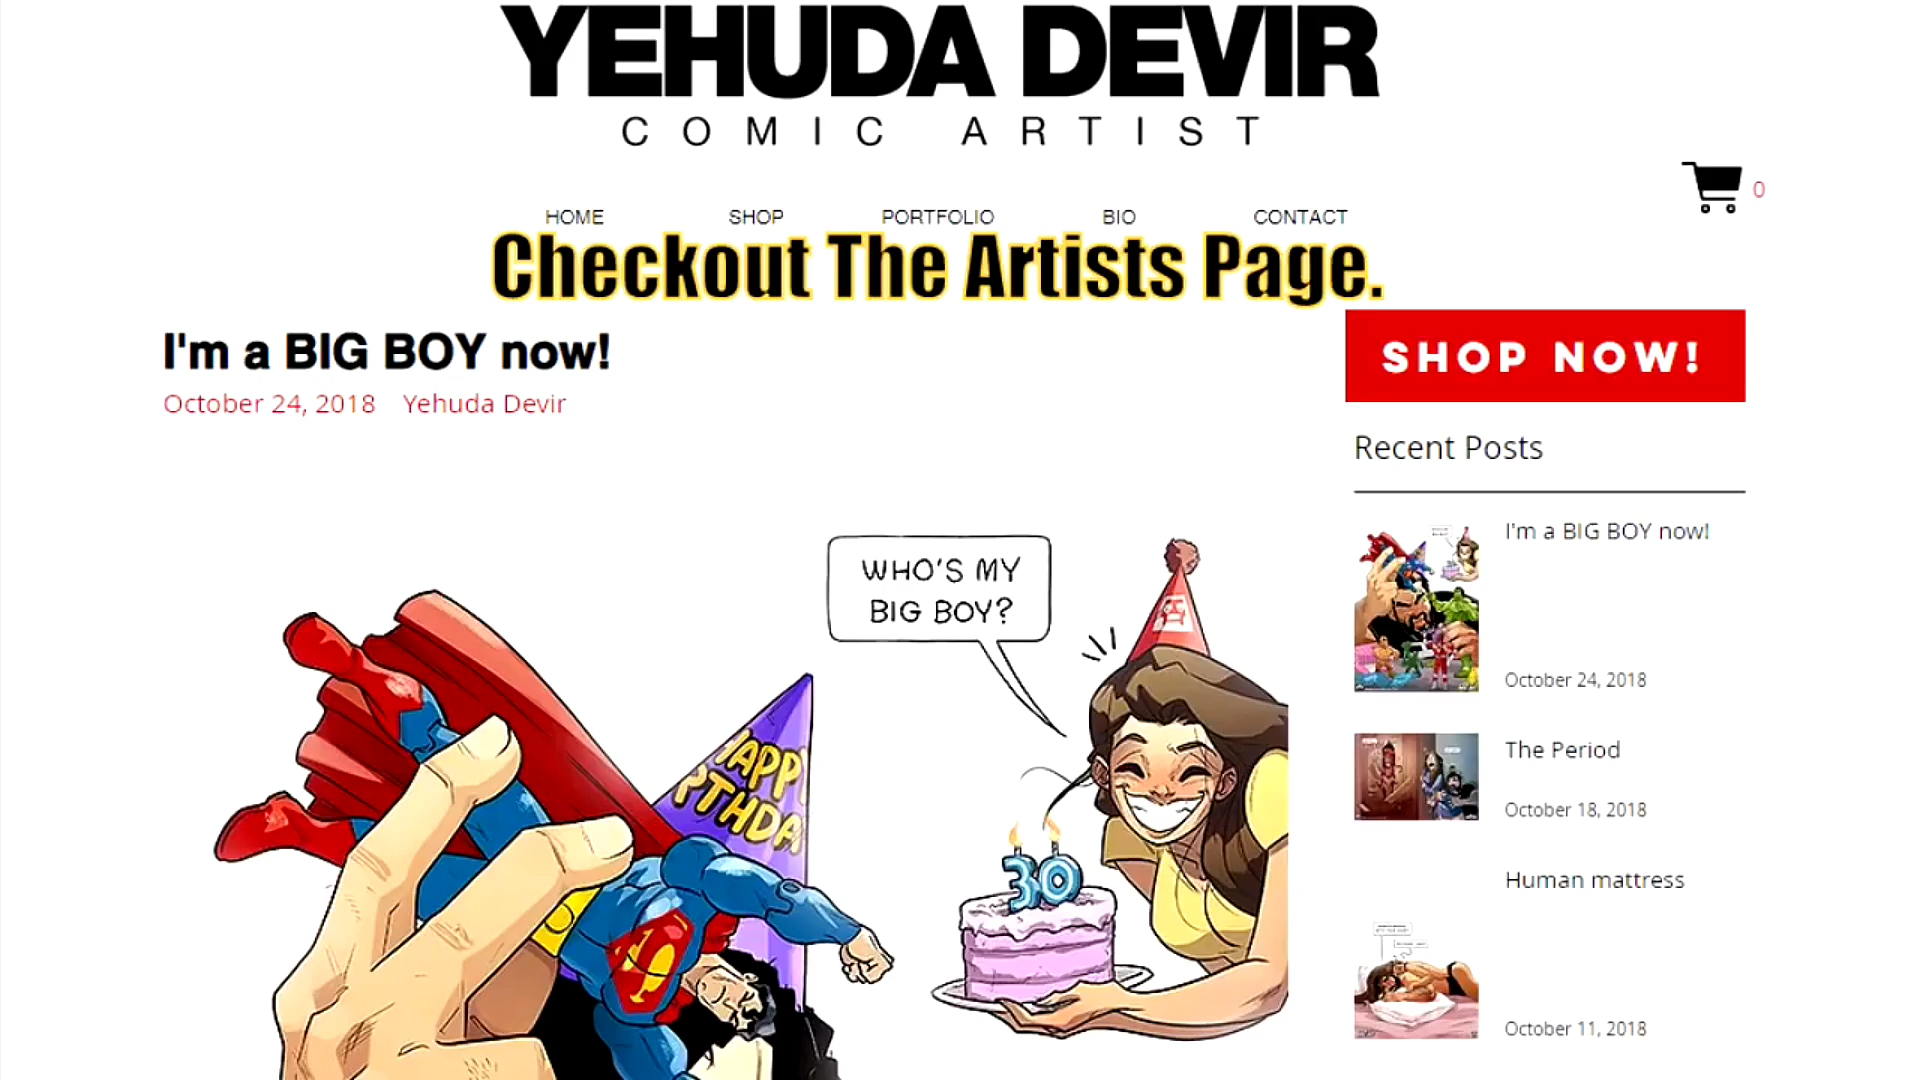 YEHUDA DEVIR
COMIC ARTIST
0
HOME SHOP PORTFOLIO BIO CONTACT
Checkout The Artists Page.
I'm a BIG BOY now!
October 24, 2018 Yehuda Devir
SHOP NOW!
Recent Posts
I'm a BIG BOY now!
October 24, 2018
The Period
October 18, 2018
Human mattress
October 11, 2018
WHO'S MY
BIG BOY?
30